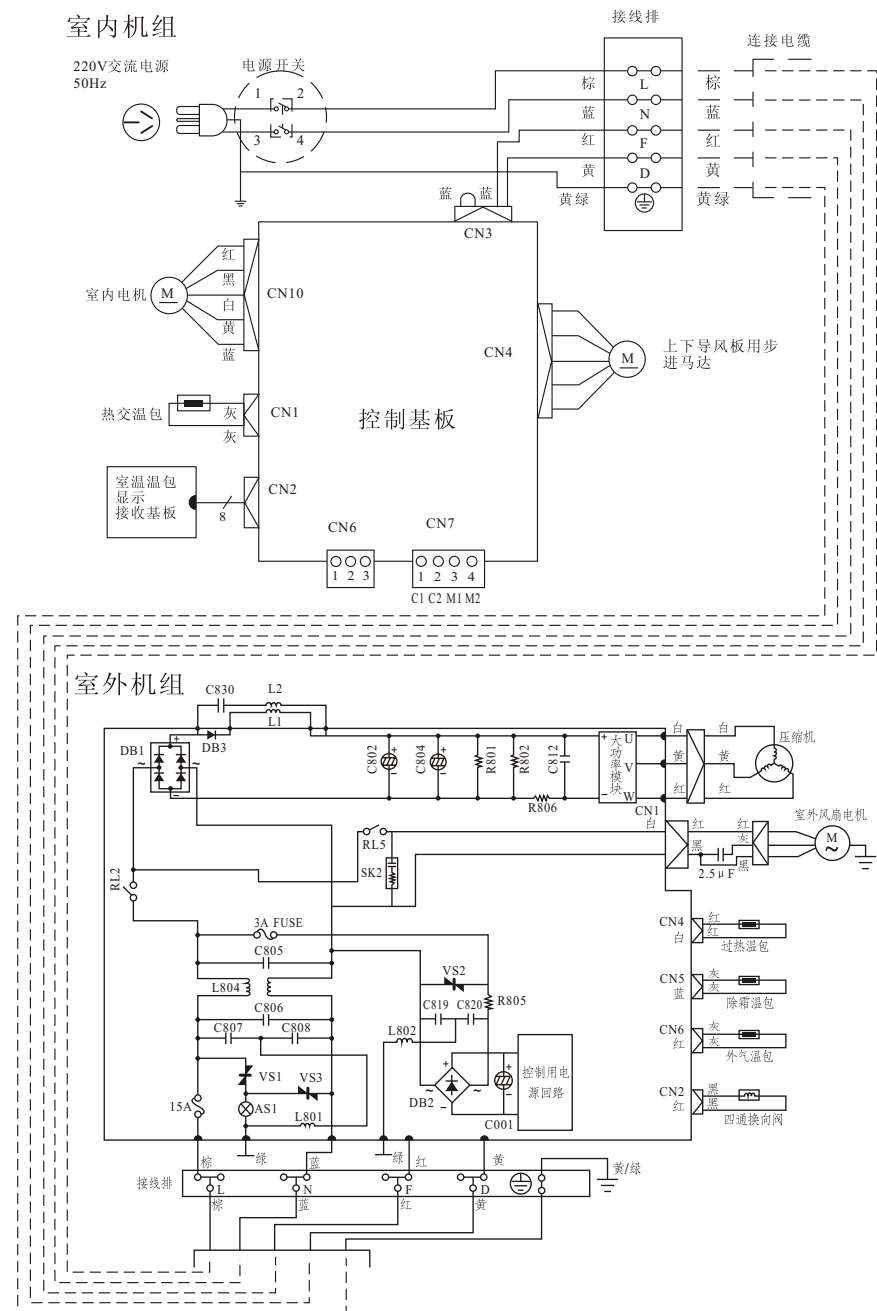 室内机组
220V交流电源
50Hz
电源开关
1 2
3 4
接线排
连接电缆
棕 L 棕
蓝 N 蓝
红 F 红
黄 D 黄
黄绿 黄绿
蓝 蓝
CN3
红
黑
白
黄
蓝
室内电机
M
CN10
CN4
M
上下导风板用步
进马达
热交温包
灰
灰
CN1
控制基板
室温温包
显示
接收基板
8
CN2
CN6
1 2 3
CN7
1 2 3 4
C1 C2 M1 M2
室外机组
C830
L2
L1
DB1
DB3
+
~ ~
−
C802
+
−
C804
+
−
R801
R802
C812
R806
+
−
大功率模块
U
V
W
CN1
白 白
黄 黄
红 红
压缩机
RL5
SK2
RL2
白
红
黑
2.5μF
红
灰
黑
室外风扇电机
M
~
3A FUSE
C805
L804
C806
C807
C808
VS1
VS3
15A
AS1
L801
VS2
C819
C820
R805
L802
DB2
+
~ ~
−
+
−
C001
控制用电
源回路
CN4
白
红
红
过热温包
CN5
蓝
灰
灰
除霜温包
CN6
红
灰
灰
外气温包
CN2
红
黑
黑
四通换向阀
棕 绿 蓝 绿 红 黄 黄/绿
接线排
L N F D
棕 蓝 红 黄